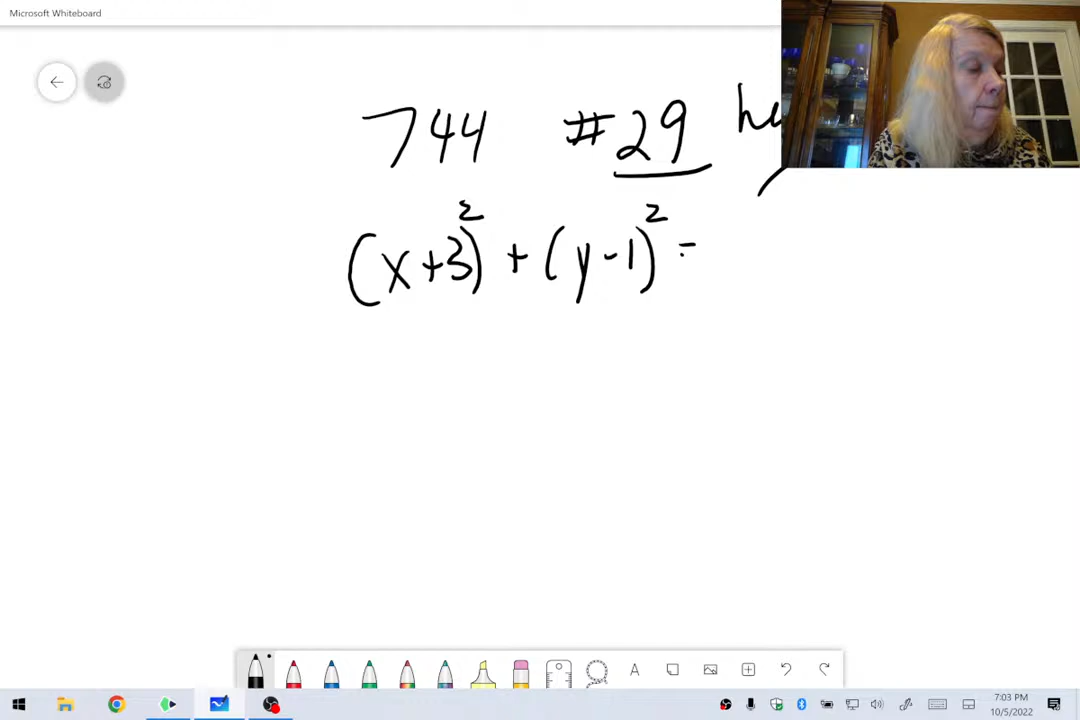 Microsoft Whiteboard
744 #29
(x+3)² + (y-1)² =
A
7:03 PM
10/5/2022